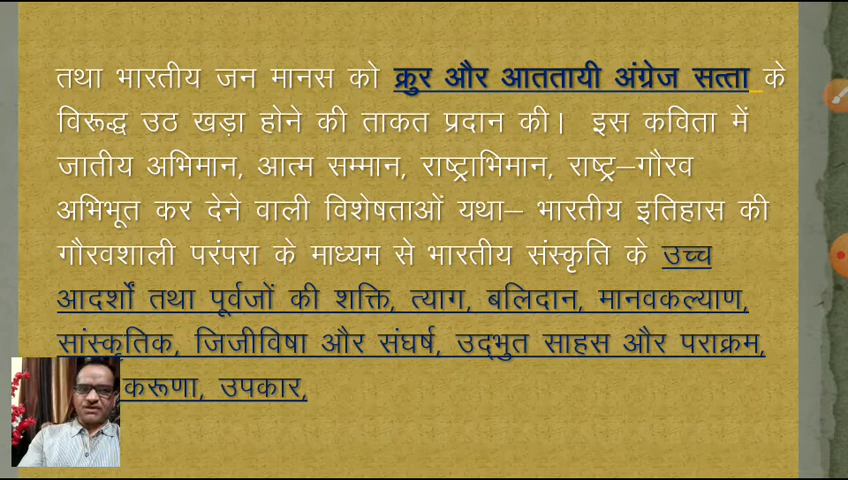 तथा भारतीय जन मानस को क्रुर और आततायी अंग्रेज सत्ता के
विरूद्ध उठ खड़ा होने की ताकत प्रदान की। इस कविता में
जातीय अभिमान, आत्म सम्मान, राष्ट्राभिमान, राष्ट्र–गौरव
अभिभूत कर देने वाली विशेषताओं यथा– भारतीय इतिहास की
गौरवशाली परंपरा के माध्यम से भारतीय संस्कृति के उच्च
आदर्शों तथा पूर्वजों की शक्ति, त्याग, बलिदान, मानवकल्याण,
सांस्कृतिक, जिजीविषा और संघर्ष, उद्भुत साहस और पराक्रम,
करूणा, उपकार,